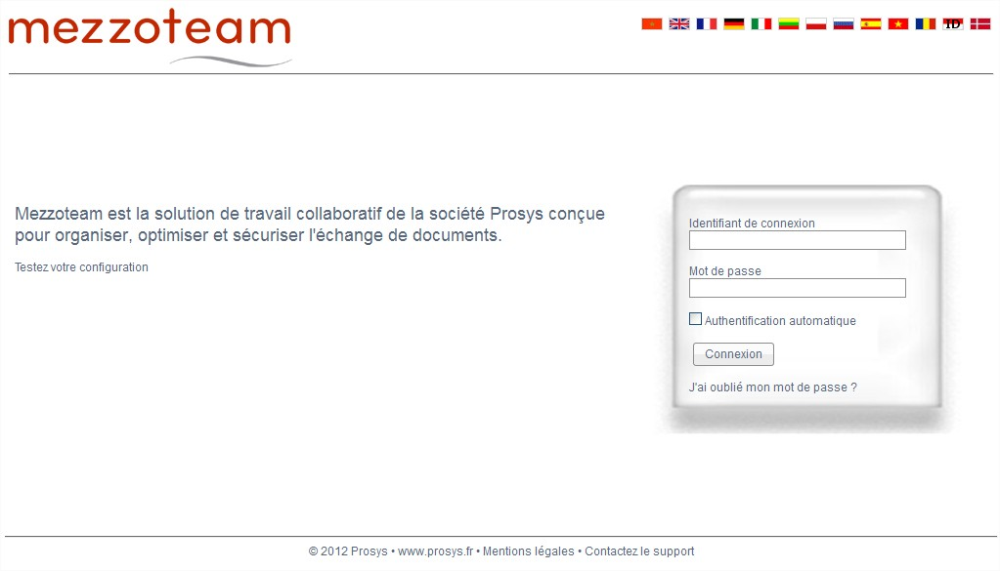 mezzoteam
ID
Mezzoteam est la solution de travail collaboratif de la société Prosys conçue
pour organiser, optimiser et sécuriser l'échange de documents.
Testez votre configuration
Identifiant de connexion
Mot de passe
Authentification automatique
Connexion
J'ai oublié mon mot de passe ?
© 2012 Prosys • www.prosys.fr • Mentions légales • Contactez le support